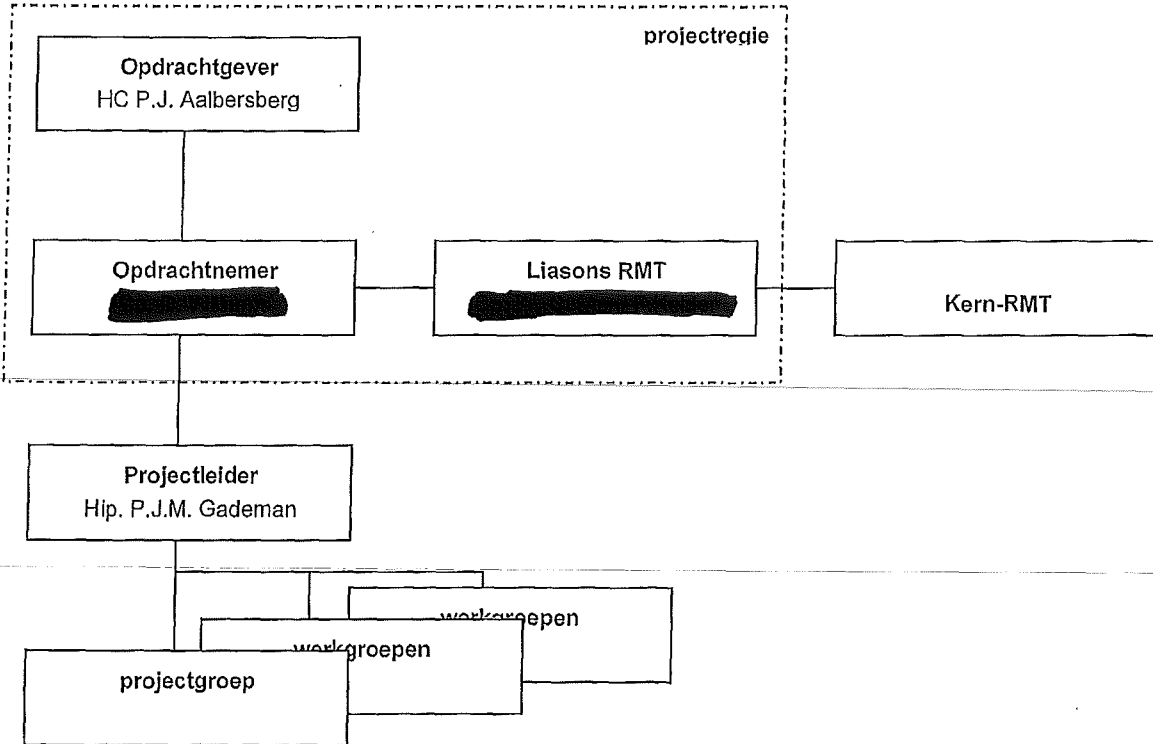 projectregie
Opdrachtgever
HC P.J. Aalbersberg
Opdrachtnemer
Liasons RMT
Kern-RMT
Projectleider
Hip. P.J.M. Gademan
werkgroepen
werkgroepen
projectgroep